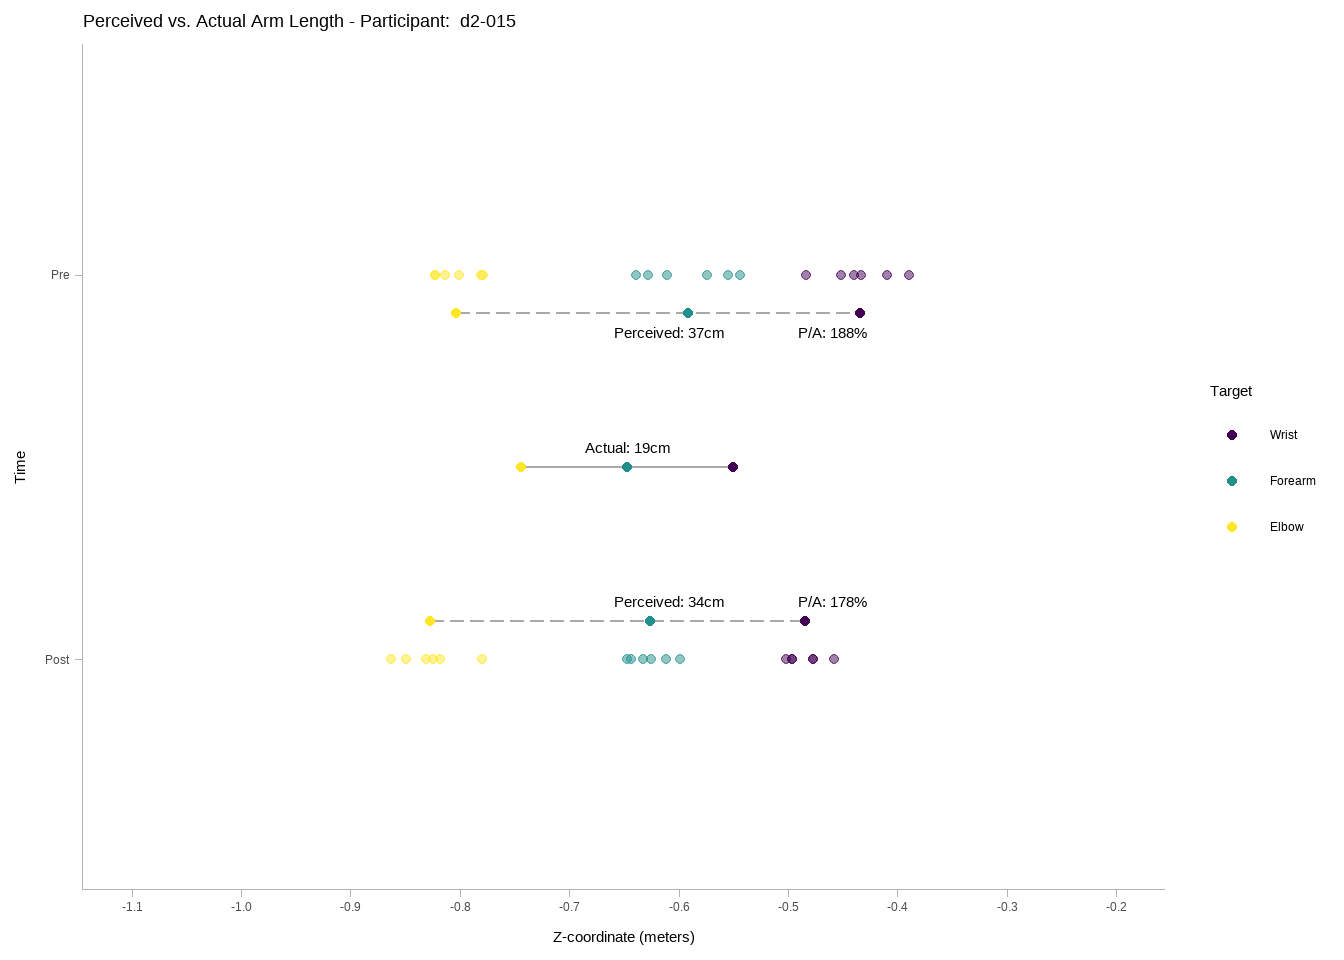 Perceived vs. Actual Arm Length - Participant:  d2-015
Pre
Perceived: 37cm
P/A: 188%
Target
Actual: 19cm
Wrist
Time
Forearm
Elbow
Perceived: 34cm
P/A: 178%
Post
-1.1
-1.0
-0.9
-0.8
-0.7
-0.6
-0.5
-0.4
-0.3
-0.2
Z-coordinate (meters)